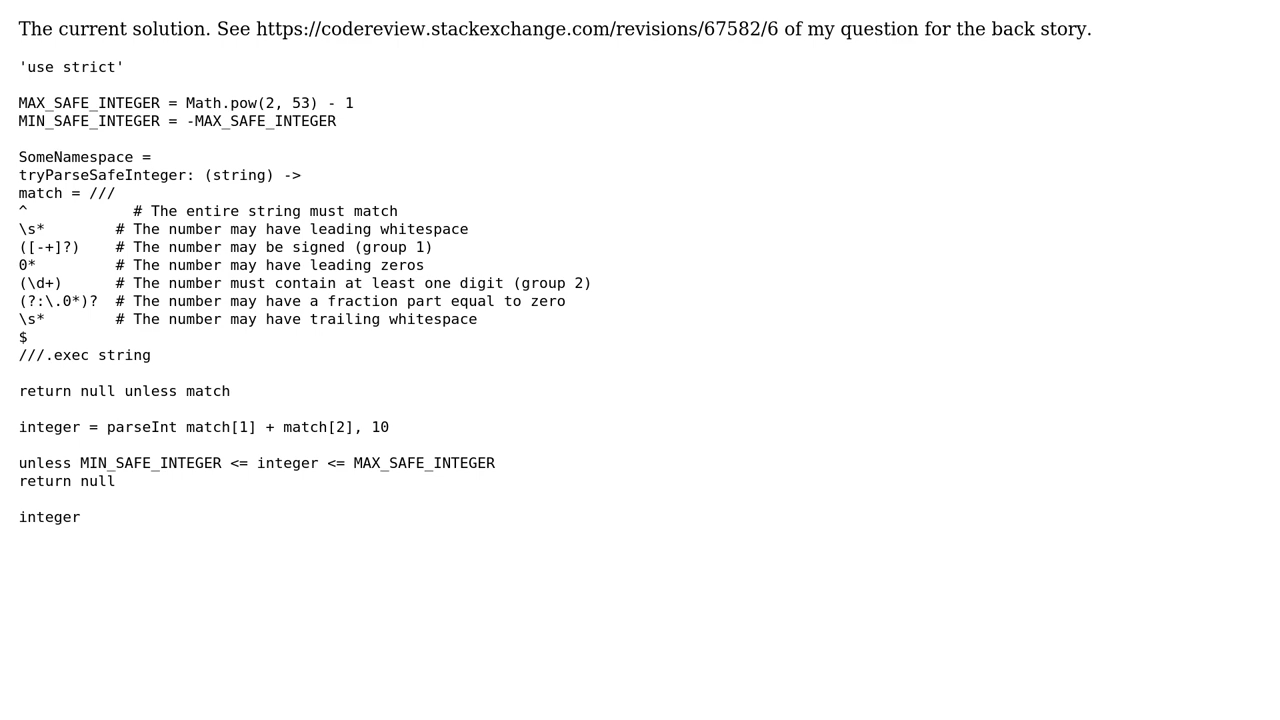 The current solution. See https://codereview.stackexchange.com/revisions/67582/6 of my question for the back story.
'use strict'
MAX_SAFE_INTEGER = Math.pow(2, 53) - 1
MIN_SAFE_INTEGER = -MAX_SAFE_INTEGER
SomeNamespace =
tryParseSafeInteger: (string) ->
match = ///
^            # The entire string must match
\s*        # The number may have leading whitespace
([-+]?)    # The number may be signed (group 1)
0*         # The number may have leading zeros
(\d+)      # The number must contain at least one digit (group 2)
(?:\.0*)?  # The number may have a fraction part equal to zero
\s*        # The number may have trailing whitespace
$
///.exec string
return null unless match
integer = parseInt match[1] + match[2], 10
unless MIN_SAFE_INTEGER <= integer <= MAX_SAFE_INTEGER
return null
integer